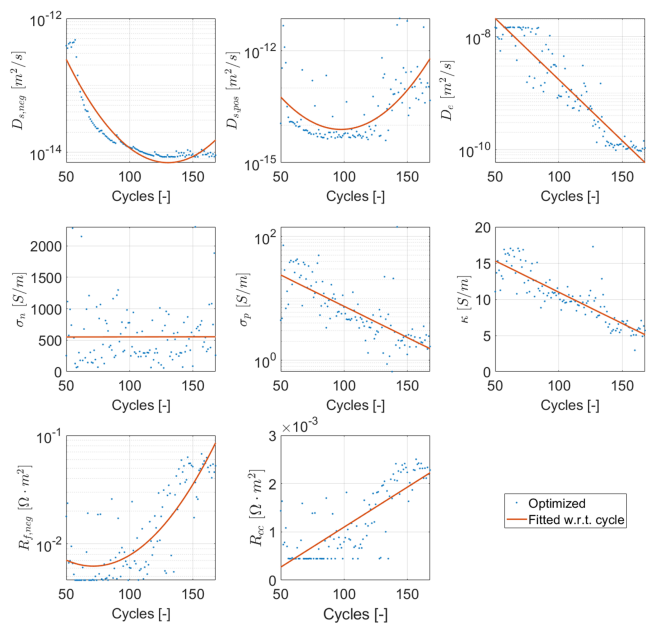 10^{-12}
10^{-14}
D_{s,neg} [m^2/s]
50 100 150
Cycles [-]
10^{-12}
10^{-15}
D_{s,pos} [m^2/s]
50 100 150
Cycles [-]
10^{-8}
10^{-10}
D_e [m^2/s]
50 100 150
Cycles [-]
2000
1500
1000
500
0
σ_n [S/m]
50 100 150
Cycles [-]
10^2
10^0
σ_p [S/m]
50 100 150
Cycles [-]
20
15
10
5
0
κ [S/m]
50 100 150
Cycles [-]
10^{-1}
10^{-2}
R_{f,neg} [Ω · m^2]
50 100 150
Cycles [-]
×10^{-3}
3
2
1
0
R_{cc} [Ω · m^2]
50 100 150
Cycles [-]
Optimized
Fitted w.r.t. cycle